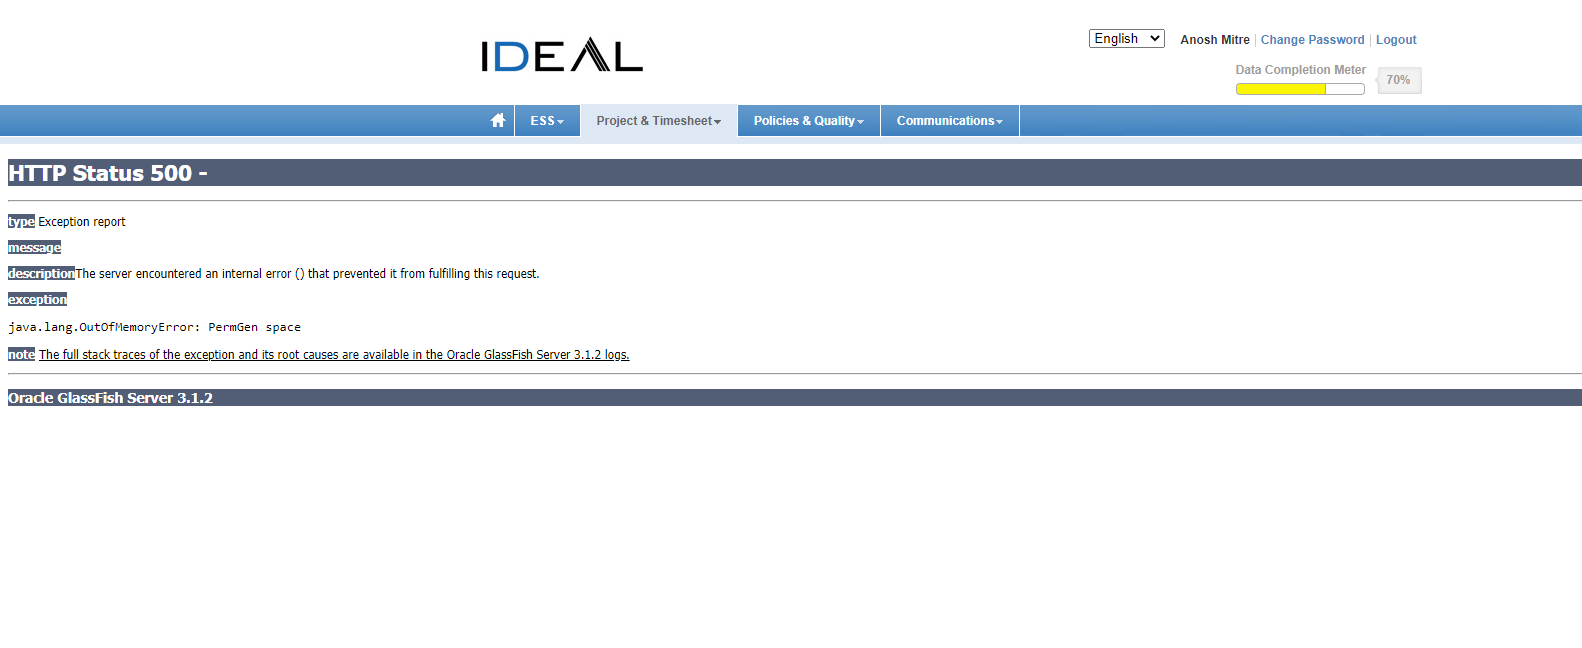 IDEAL
English Anosh Mitre | Change Password | Logout
Data Completion Meter 70%
ESS Project & Timesheet Policies & Quality Communications
HTTP Status 500 -
type Exception report
message
descriptionThe server encountered an internal error () that prevented it from fulfilling this request.
exception
java.lang.OutOfMemoryError: PermGen space
note The full stack traces of the exception and its root causes are available in the Oracle GlassFish Server 3.1.2 logs.
Oracle GlassFish Server 3.1.2